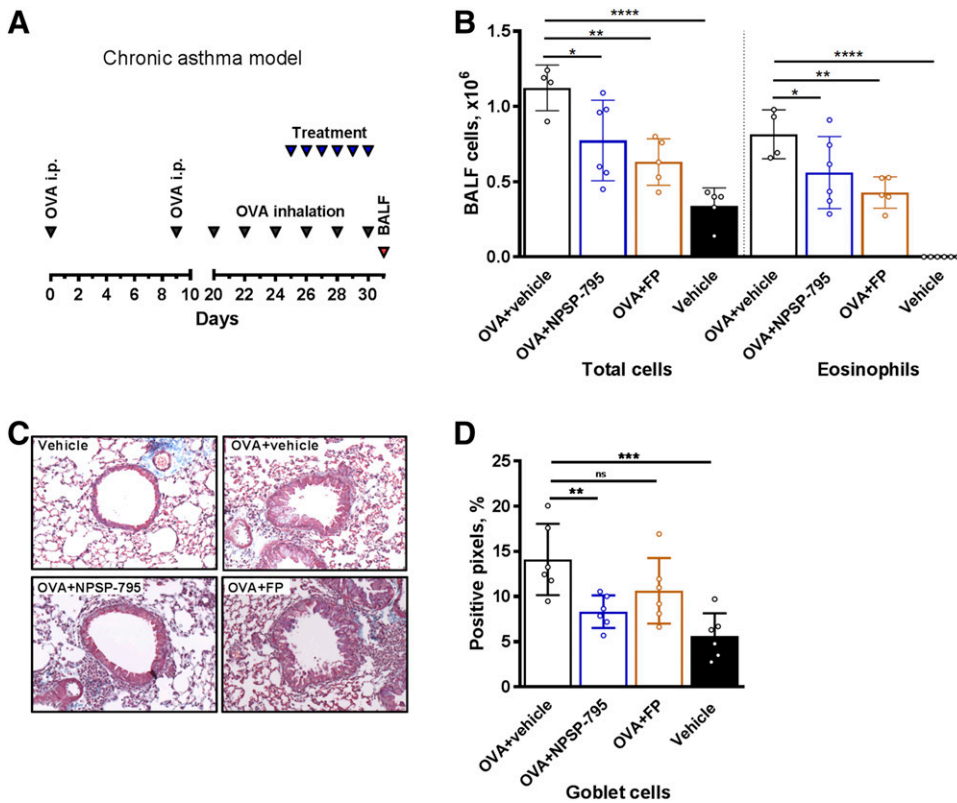 A
Chronic asthma model
Treatment
OVA i.p.
OVA i.p.
OVA inhalation
BALF
0 2 4 6 8 10 20 22 24 26 28 30
Days
B
BALF cells, x10⁶
1.5
1.0
0.5
0.0
****
**
*
****
**
*
OVA+vehicle
OVA+NPSP-795
OVA+FP
Vehicle
OVA+vehicle
OVA+NPSP-795
OVA+FP
Vehicle
Total cells
Eosinophils
C
Vehicle
OVA+vehicle
OVA+NPSP-795
OVA+FP
D
Positive pixels, %
25
20
15
10
5
0
***
ns
**
OVA+vehicle
OVA+NPSP-795
OVA+FP
Vehicle
Goblet cells